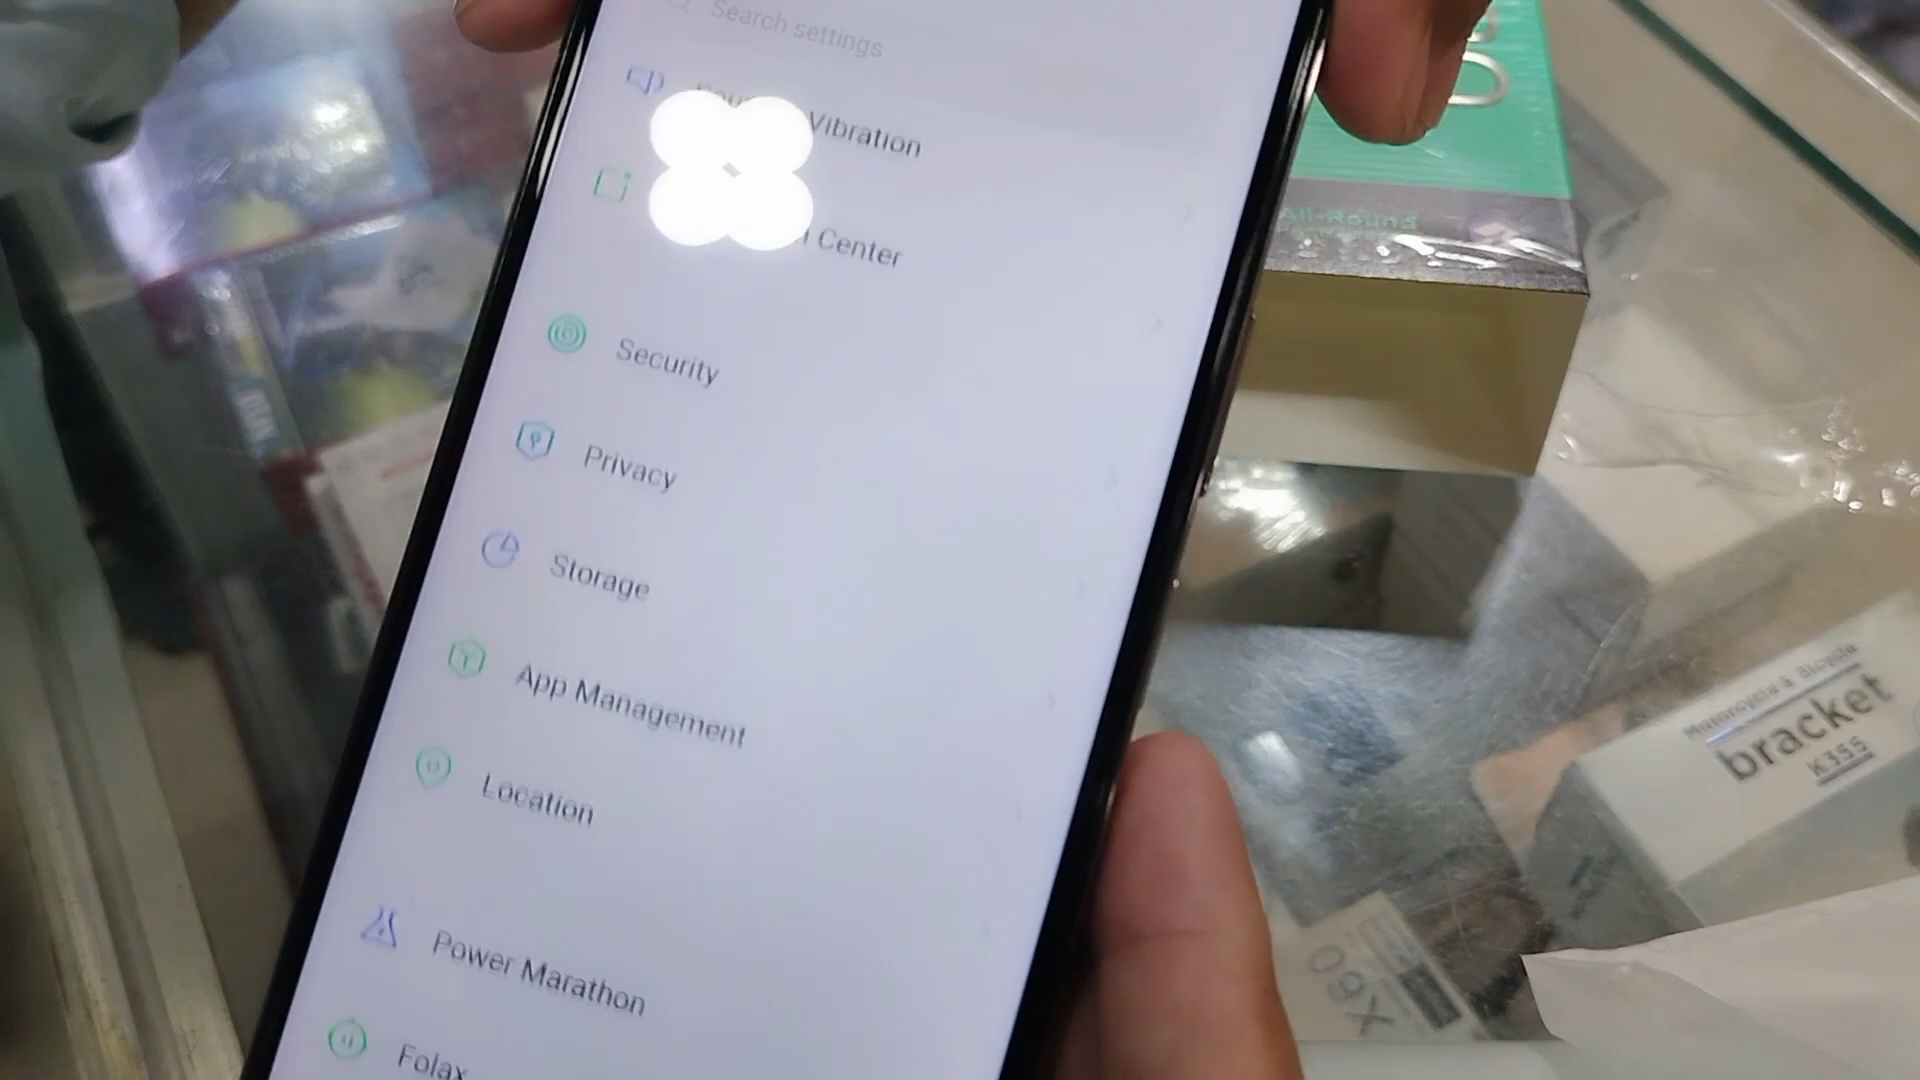 Search settings
Vibration
Center
Security
Privacy
Storage
App Management
Location
Power Marathon
Folax
All-Round
Motorcycle & Bicycle
bracket
K355
X60